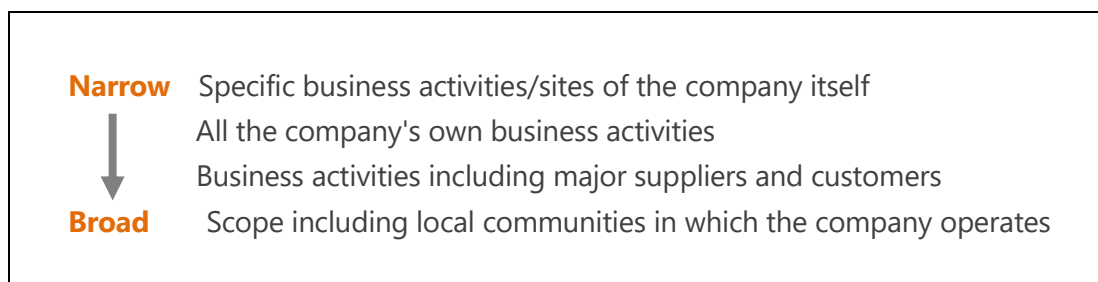 Narrow Specific business activities/sites of the company itself
All the company's own business activities
Business activities including major suppliers and customers
Broad Scope including local communities in which the company operates